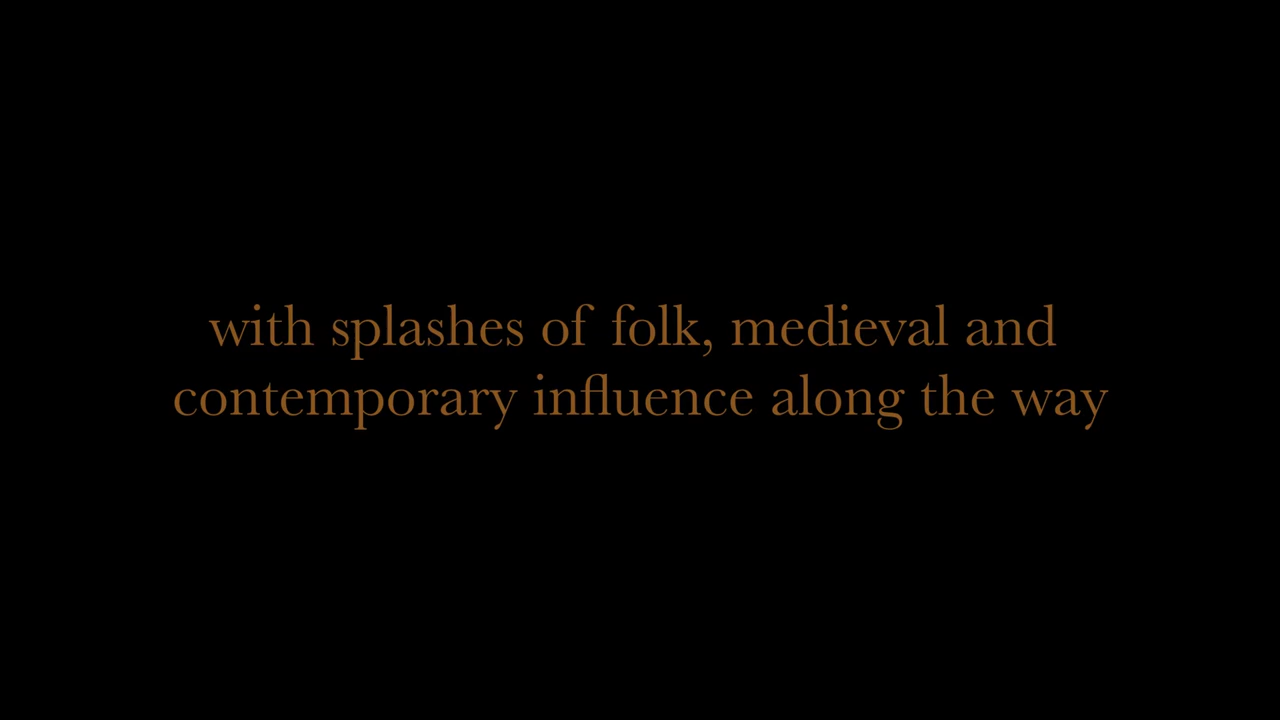 with splashes of folk, medieval and
contemporary influence along the way